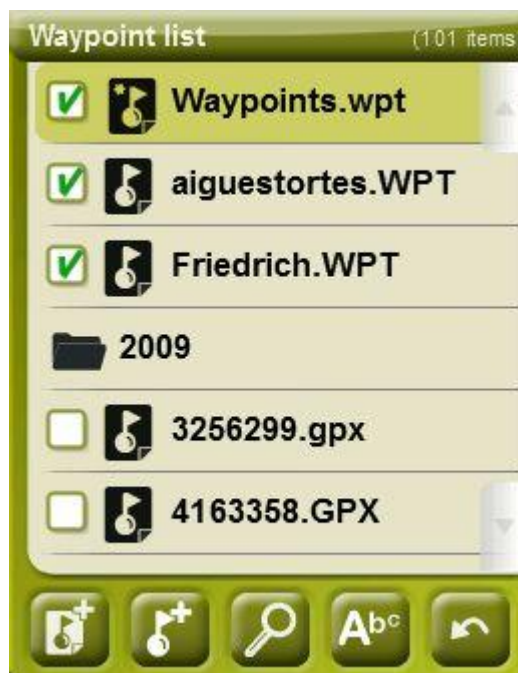 Waypoint list
(101 items
Waypoints.wpt
aiguestortes.WPT
Friedrich.WPT
2009
3256299.gpx
4163358.GPX
Abc